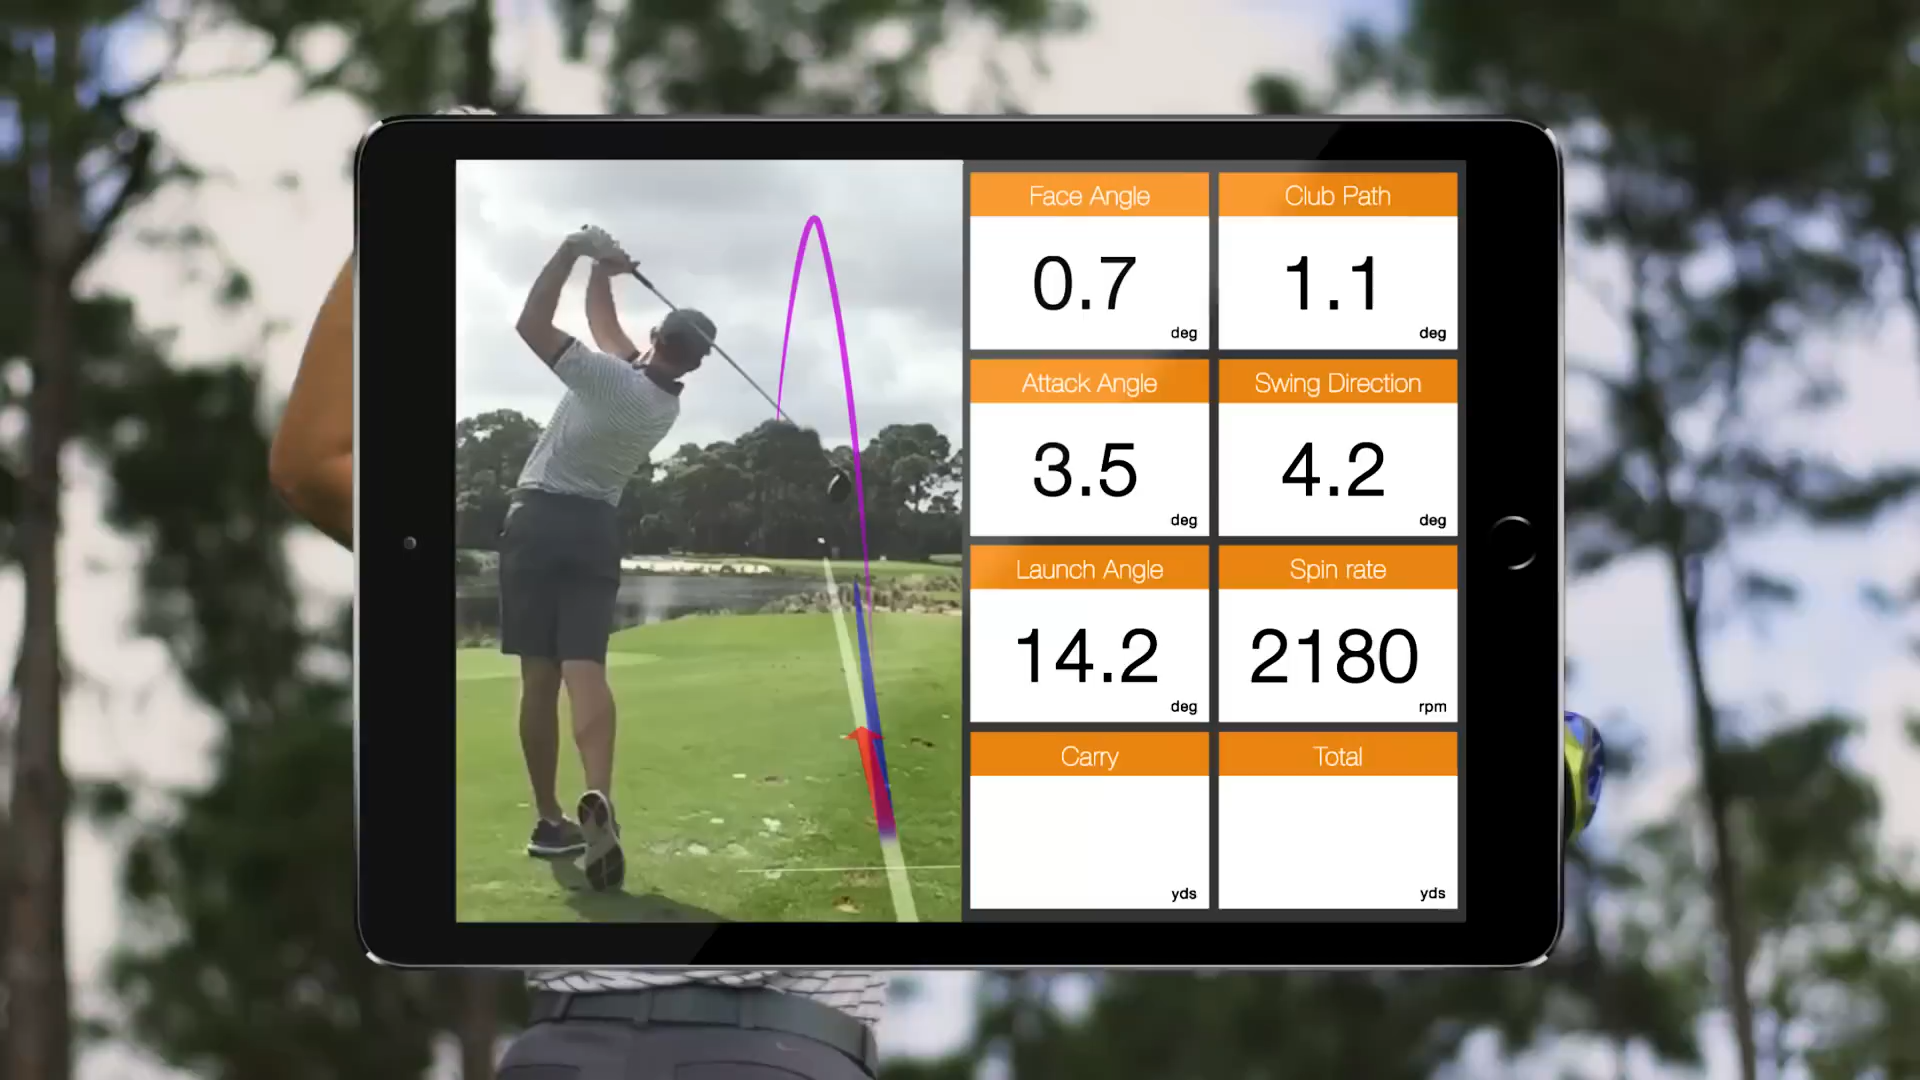 Face Angle
Club Path
0.7
deg
1.1
deg
Attack Angle
Swing Direction
3.5
deg
4.2
deg
Launch Angle
Spin rate
14.2
deg
2180
rpm
Carry
Total
yds
yds